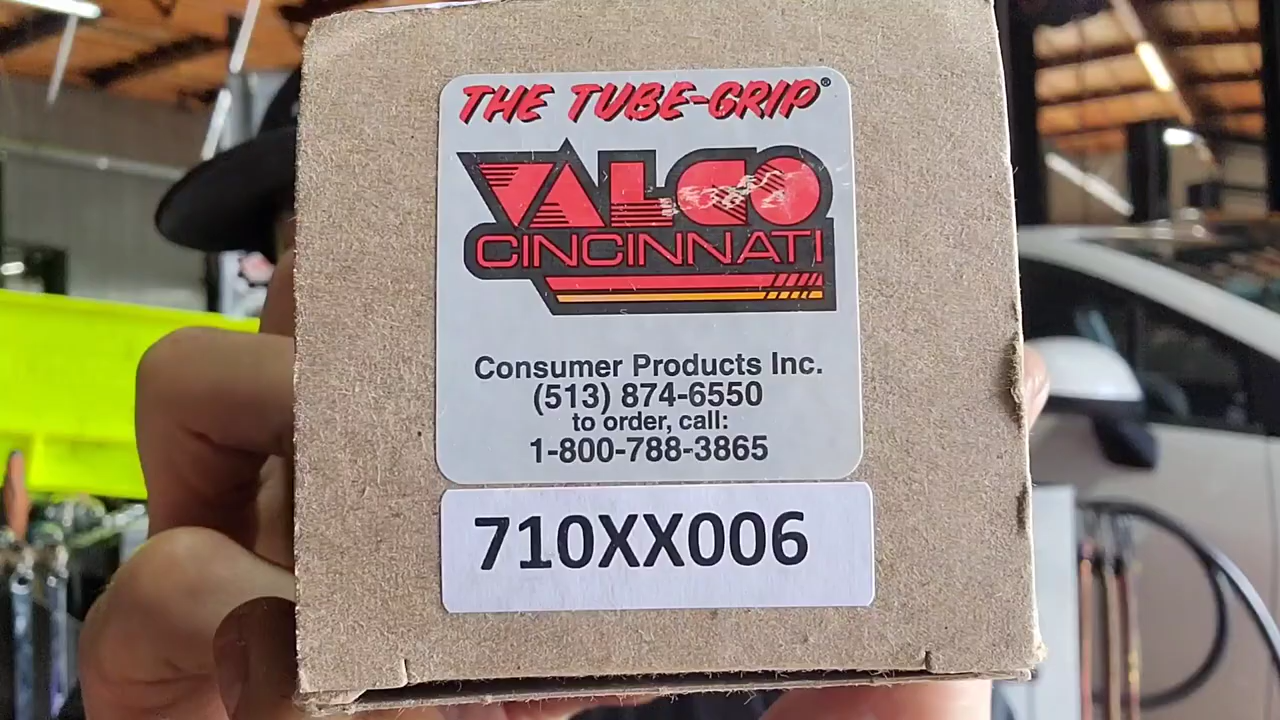 THE TUBE-GRIP®
VALCO
CINCINNATI
Consumer Products Inc.
(513) 874-6550
to order, call:
1-800-788-3865
710XX006